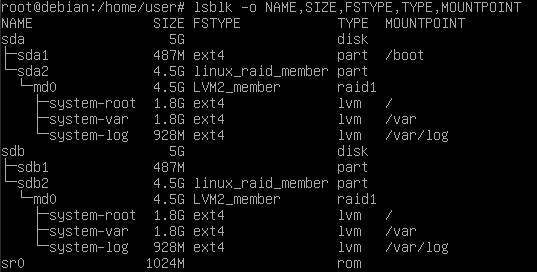 root@debian:/home/user# lsblk -o NAME,SIZE,FSTYPE,TYPE,MOUNTPOINT
NAME                 SIZE FSTYPE            TYPE  MOUNTPOINT
sda                    5G                   disk
├─sda1               487M ext4              part  /boot
└─sda2               4.5G linux_raid_member part
  └─md0              4.5G LVM2_member       raid1
    ├─system-root    1.8G ext4              lvm   /
    ├─system-var     1.8G ext4              lvm   /var
    └─system-log     928M ext4              lvm   /var/log
sdb                    5G                   disk
├─sdb1               487M                   part
└─sdb2               4.5G linux_raid_member part
  └─md0              4.5G LVM2_member       raid1
    ├─system-root    1.8G ext4              lvm   /
    ├─system-var     1.8G ext4              lvm   /var
    └─system-log     928M ext4              lvm   /var/log
sr0                 1024M                   rom